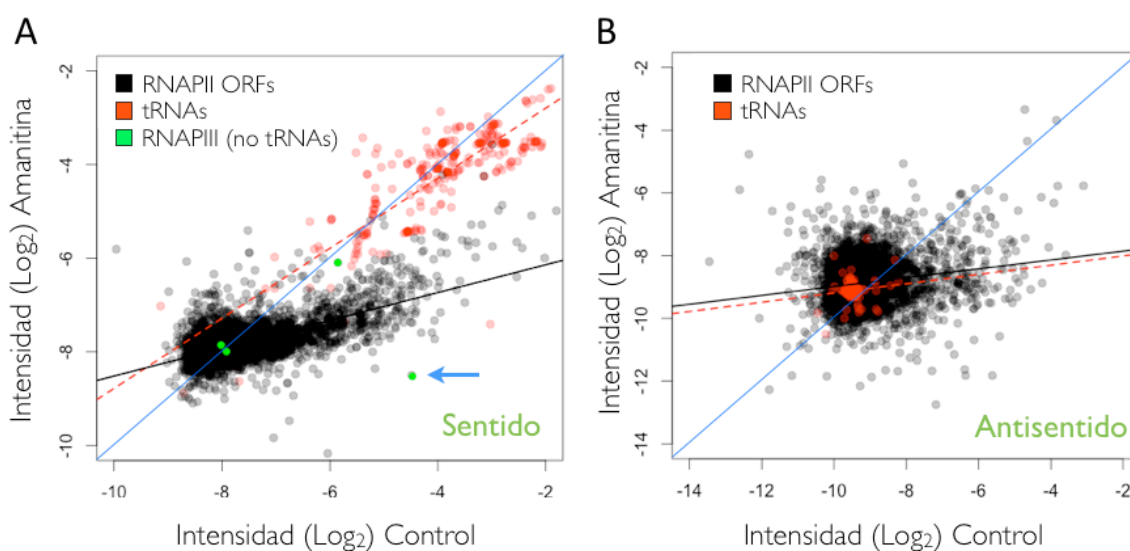 A
Intensidad (Log2) Amanitina
-2
-4
-6
-8
-10
RNAPII ORFs
tRNAs
RNAPIII (no tRNAs)
Sentido
-10
-8
-6
-4
-2
Intensidad (Log2) Control
B
Intensidad (Log2) Amanitina
-2
-4
-6
-8
-10
-12
-14
RNAPII ORFs
tRNAs
Antisentido
-14
-12
-10
-8
-6
-4
-2
Intensidad (Log2) Control